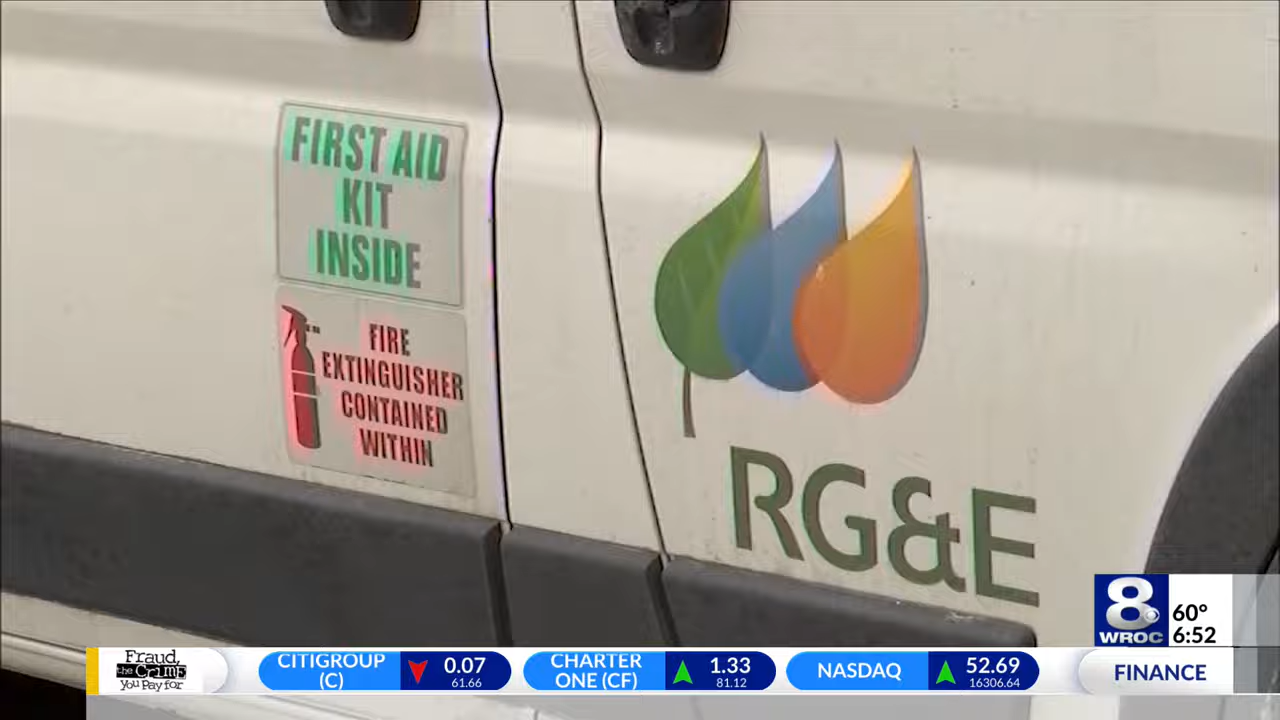 FIRST AID
KIT
INSIDE
FIRE
EXTINGUISHER
CONTAINED
WITHIN
RG&E
8
WROC
60°
6:52
Fraud,
the Crime
You Pay for
CITIGROUP
(C)
0.07
61.66
CHARTER
ONE (CF)
1.33
81.12
NASDAQ
52.69
16306.64
FINANCE